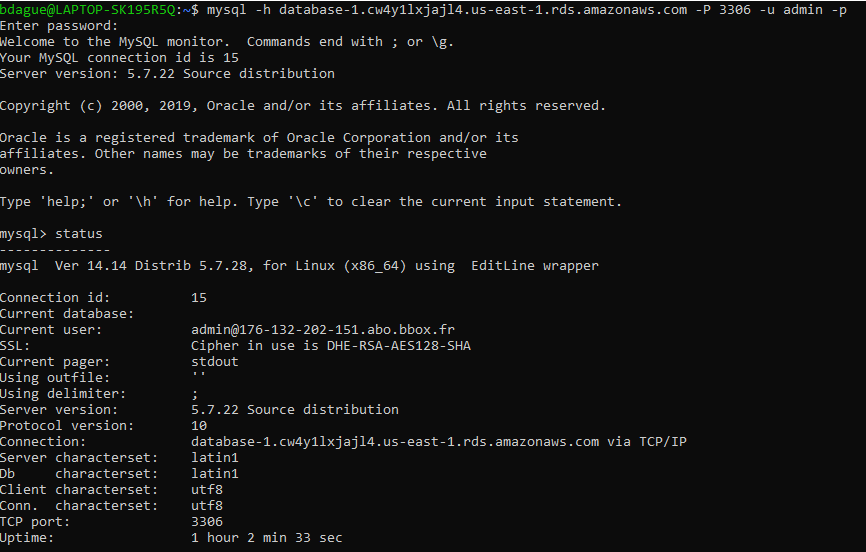 bdague@LAPTOP-SK195R5Q:~$ mysql -h database-1.cw4y1lxjajl4.us-east-1.rds.amazonaws.com -P 3306 -u admin -p
Enter password:
Welcome to the MySQL monitor.  Commands end with ; or \g.
Your MySQL connection id is 15
Server version: 5.7.22 Source distribution
Copyright (c) 2000, 2019, Oracle and/or its affiliates. All rights reserved.
Oracle is a registered trademark of Oracle Corporation and/or its
affiliates. Other names may be trademarks of their respective
owners.
Type 'help;' or '\h' for help. Type '\c' to clear the current input statement.
mysql> status
--------------
mysql  Ver 14.14 Distrib 5.7.28, for Linux (x86_64) using  EditLine wrapper
Connection id:          15
Current database:
Current user:           admin@176-132-202-151.abo.bbox.fr
SSL:                    Cipher in use is DHE-RSA-AES128-SHA
Current pager:          stdout
Using outfile:          ''
Using delimiter:        ;
Server version:         5.7.22 Source distribution
Protocol version:       10
Connection:             database-1.cw4y1lxjajl4.us-east-1.rds.amazonaws.com via TCP/IP
Server characterset:    latin1
Db     characterset:    latin1
Client characterset:    utf8
Conn.  characterset:    utf8
TCP port:               3306
Uptime:                 1 hour 2 min 33 sec